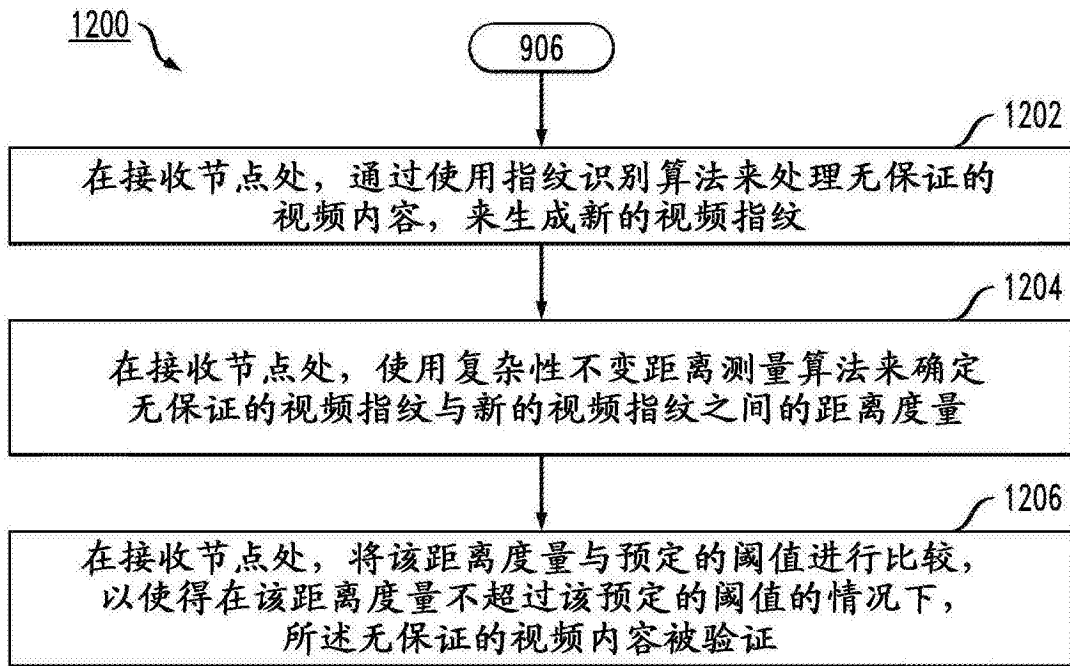 1200
906
1202
在接收节点处，通过使用指纹识别算法来处理无保证的
视频内容，来生成新的视频指纹
1204
在接收节点处，使用复杂性不变距离测量算法来确定
无保证的视频指纹与新的视频指纹之间的距离度量
1206
在接收节点处，将该距离度量与预定的阈值进行比较，
以使得在该距离度量不超过该预定的阈值的情况下，
所述无保证的视频内容被验证